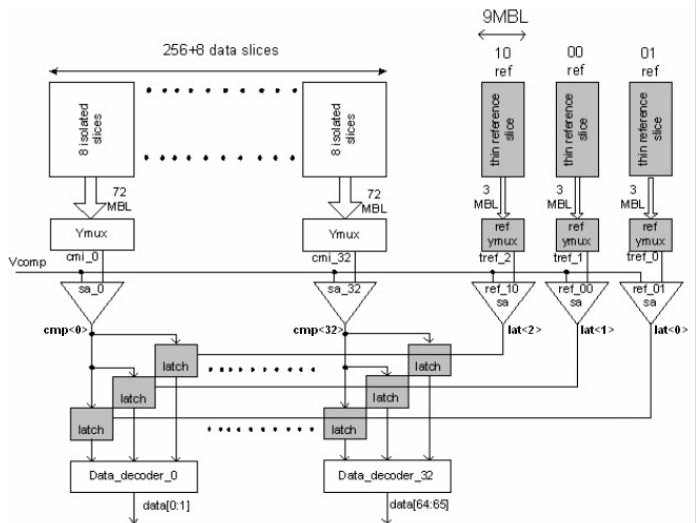 9MBL
256+8 data slices
10 ref
00 ref
01 ref
8 isolated slices
8 isolated slices
thin reference slice
thin reference slice
thin reference slice
72 MBL
72 MBL
3 MBL
3 MBL
3 MBL
Ymux
Ymux
ref ymux
ref ymux
ref ymux
cmi_0
cmi_32
tref_2
tref_1
tref_0
Vcomp
sa_0
sa_32
ref_10 sa
ref_00 sa
ref_01 sa
cmp<0>
cmp<32>
lat<2>
lat<1>
lat<0>
latch
latch
latch
latch
latch
latch
Data_decoder_0
Data_decoder_32
data[0:1]
data[64:65]